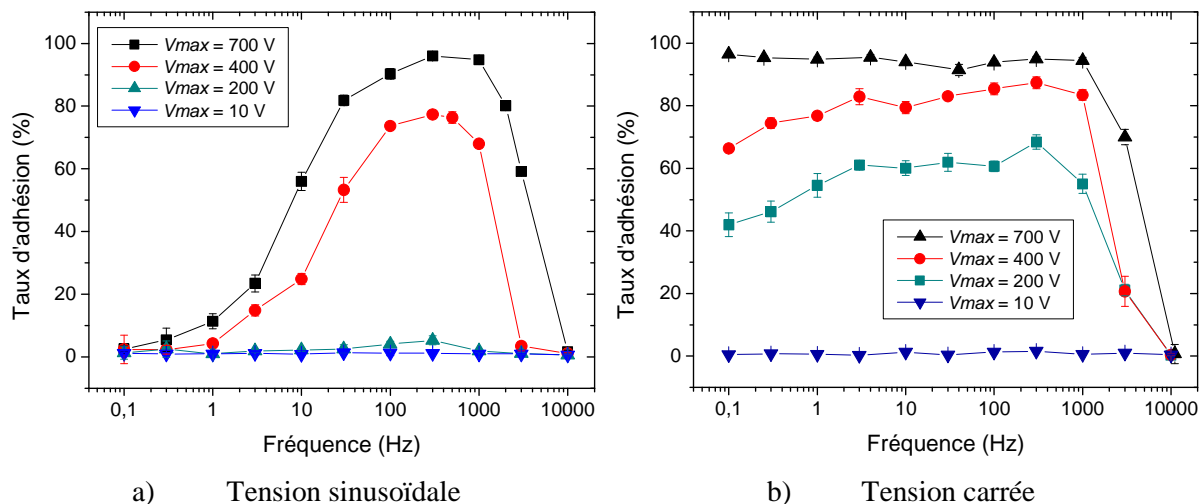 Vmax = 700 V
Vmax = 400 V
Vmax = 200 V
Vmax = 10 V
100
80
60
40
20
0
Taux d'adhésion (%)
0,1
1
10
100
1000
10000
Fréquence (Hz)
a) Tension sinusoïdale
100
80
60
40
20
0
Taux d'adhésion (%)
Vmax = 700 V
Vmax = 400 V
Vmax = 200 V
Vmax = 10 V
0,1
1
10
100
1000
10000
Fréquence (Hz)
b) Tension carrée